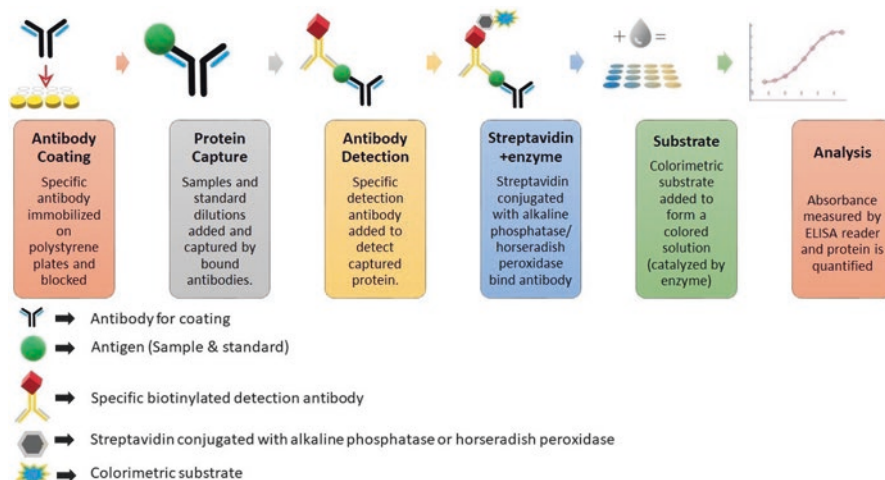 + =
Antibody
Coating
Specific
antibody
immobilized
on
polystyrene
plates and
blocked
Protein
Capture
Samples and
standard
dilutions
added and
captured by
bound
antibodies.
Antibody
Detection
Specific
detection
antibody
added to
detect
captured
protein.
Streptavidin
+enzyme
Streptavidin
conjugated
with alkaline
phosphatase/
horseradish
peroxidase
bind antibody
Substrate
Colorimetric
substrate
added to
form a
colored
solution
(catalyzed by
enzyme)
Analysis
Absorbance
measured by
ELISA reader
and protein is
quantified
Antibody for coating
Antigen (Sample & standard)
Specific biotinylated detection antibody
Streptavidin conjugated with alkaline phosphatase or horseradish peroxidase
Colorimetric substrate